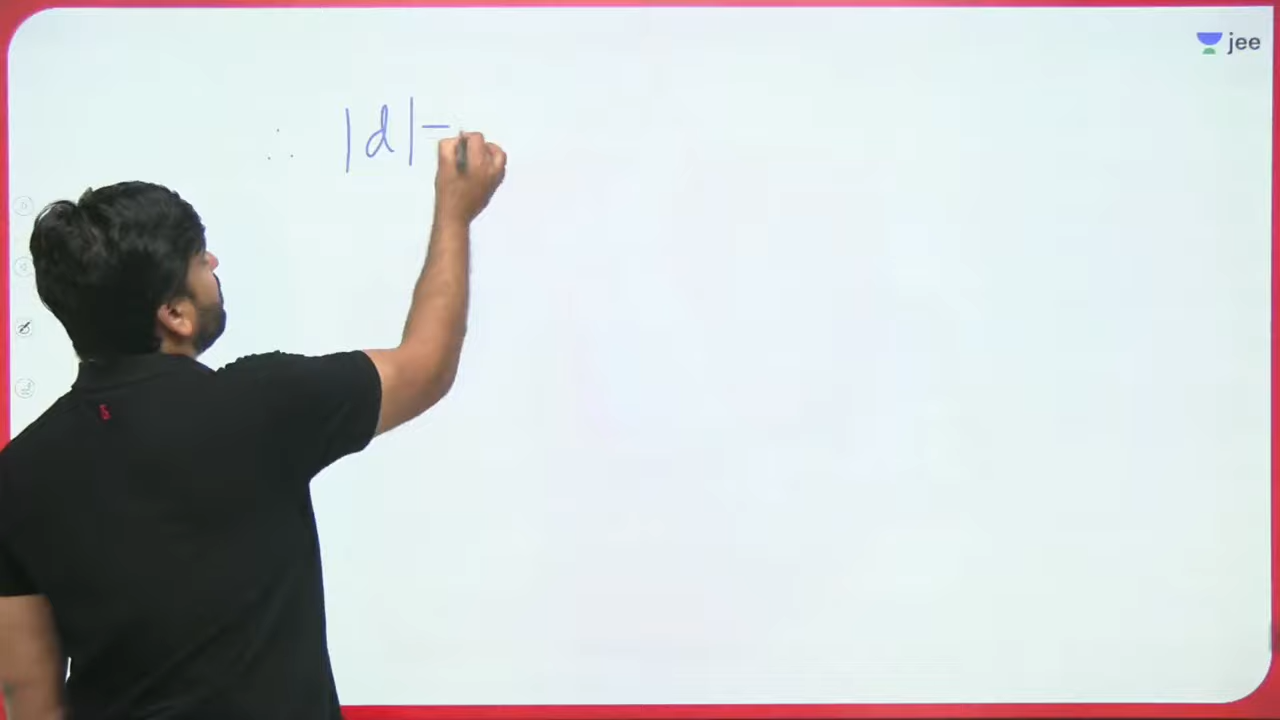 jee
∴ |d| =